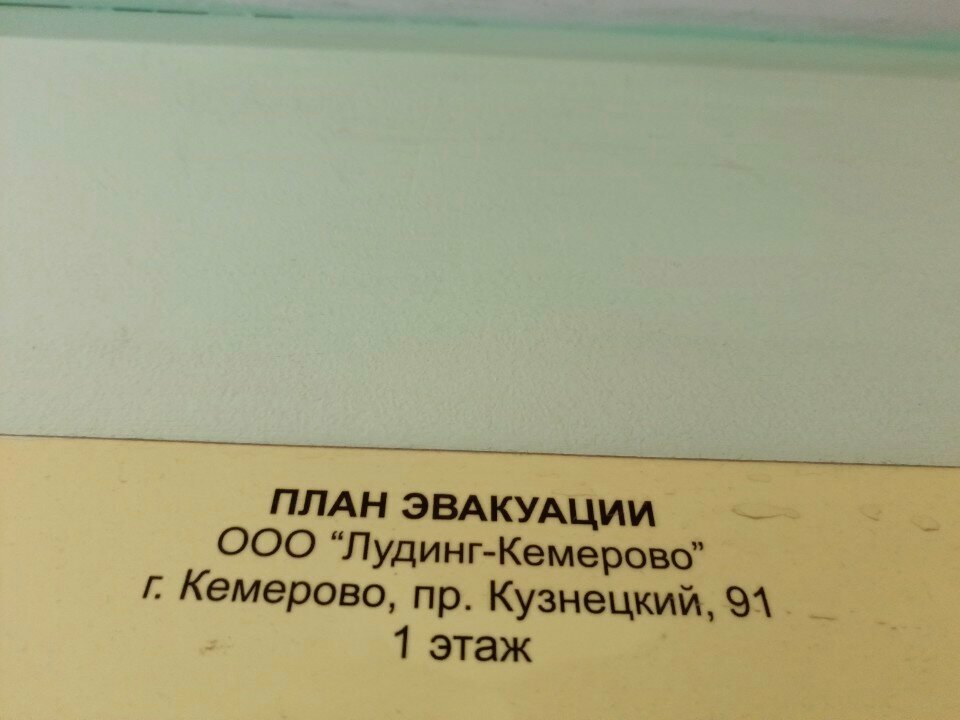 ПЛАН ЭВАКУАЦИИ
ООО “Лудинг-Кемерово”
г. Кемерово, пр. Кузнецкий, 91
1 этаж